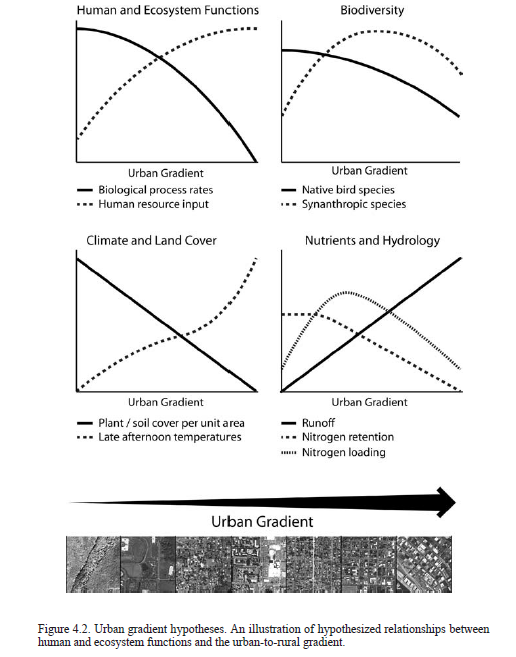 Human and Ecosystem Functions
Urban Gradient
Biological process rates
Human resource input
Biodiversity
Urban Gradient
Native bird species
Synanthropic species
Climate and Land Cover
Urban Gradient
Plant / soil cover per unit area
Late afternoon temperatures
Nutrients and Hydrology
Urban Gradient
Runoff
Nitrogen retention
Nitrogen loading
Urban Gradient
Figure 4.2. Urban gradient hypotheses. An illustration of hypothesized relationships between
human and ecosystem functions and the urban-to-rural gradient.